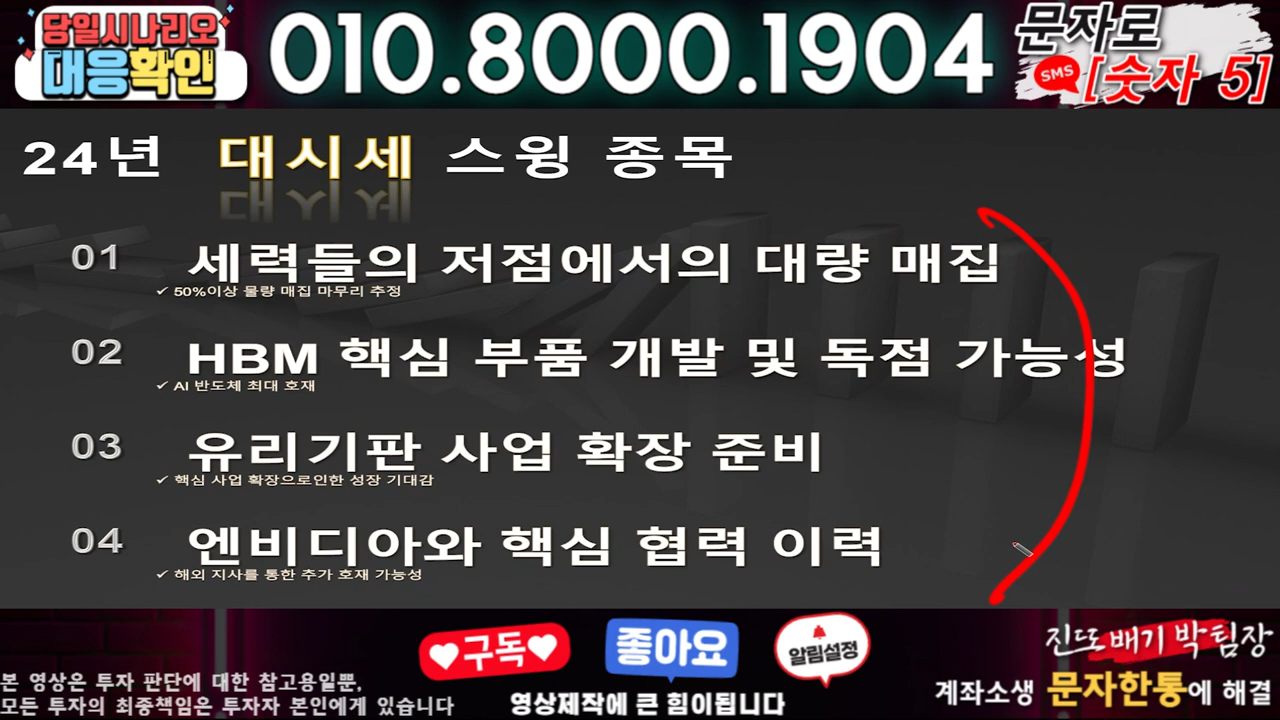 당일시나리오
대응확인
010.8000.1904
문자로
SMS
[숫자 5]
24년 대시세 스윙 종목
01 세력들의 저점에서의 대량 매집
✓ 50%이상 물량 매집 마무리 추정
02 HBM 핵심 부품 개발 및 독점 가능성
✓ AI 반도체 최대 호재
03 유리기판 사업 확장 준비
✓ 핵심 사업 확장으로인한 성장 기대감
04 엔비디아와 핵심 협력 이력
✓ 해외 지사를 통한 추가 호재 가능성
구독
좋아요
알림설정
진또배기 박팀장
본 영상은 투자 판단에 대한 참고용일뿐,
모든 투자의 최종책임은 투자자 본인에게 있습니다
영상제작에 큰 힘이됩니다
계좌소생 문자한통에 해결